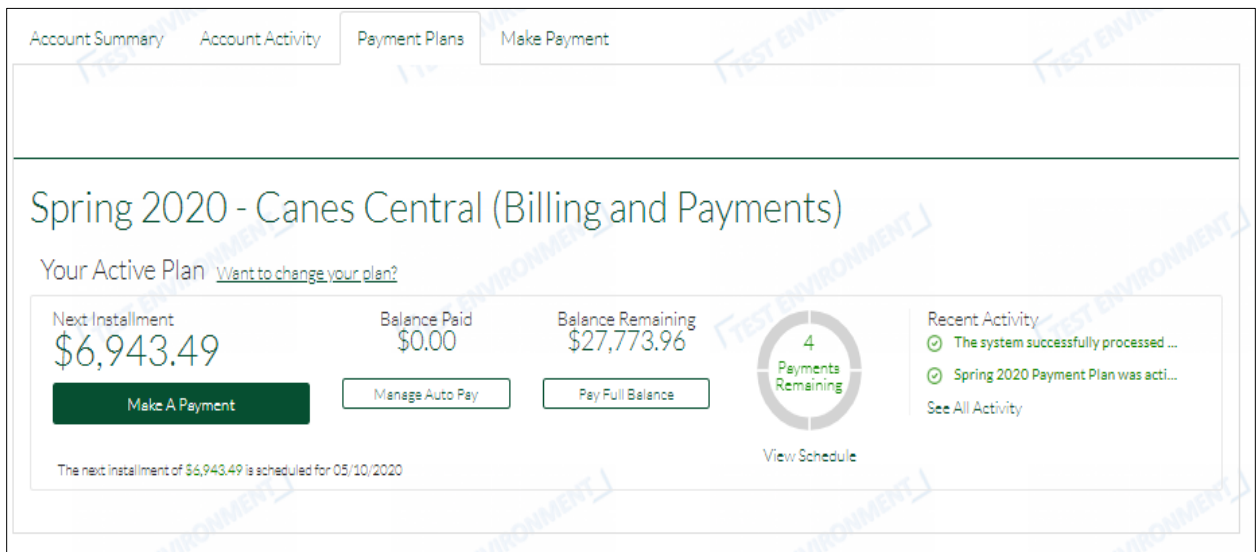 Account Summary Account Activity Payment Plans Make Payment
Spring 2020 - Canes Central (Billing and Payments)
Your Active Plan Want to change your plan?
Next Installment
$6,943.49
Make A Payment
The next installment of $6,943.49 is scheduled for 05/10/2020
Balance Paid
$0.00
Manage Auto Pay
Balance Remaining
$27,773.96
Pay Full Balance
4
Payments
Remaining
View Schedule
Recent Activity
The system successfully processed ...
Spring 2020 Payment Plan was acti...
See All Activity
TEST ENVIRONMENT